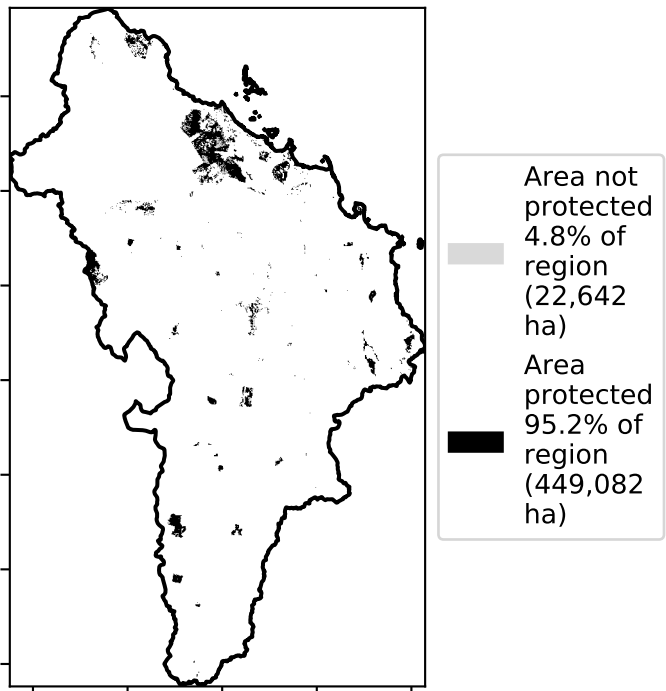 Area not
protected
4.8% of
region
(22,642
ha)
Area
protected
95.2% of
region
(449,082
ha)